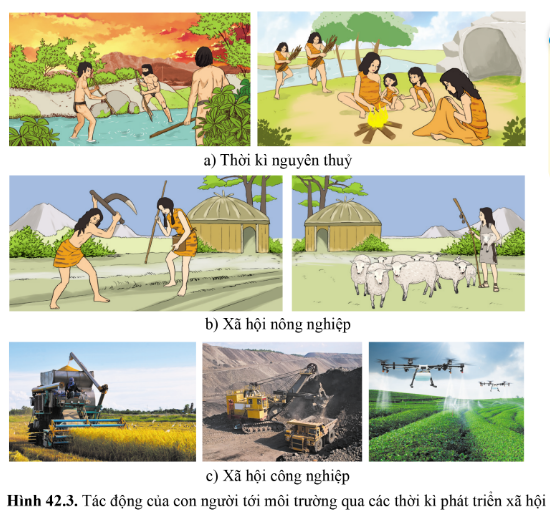 a) Thời kì nguyên thuỷ
b) Xã hội nông nghiệp
c) Xã hội công nghiệp
Hình 42.3. Tác động của con người tới môi trường qua các thời kì phát triển xã hội